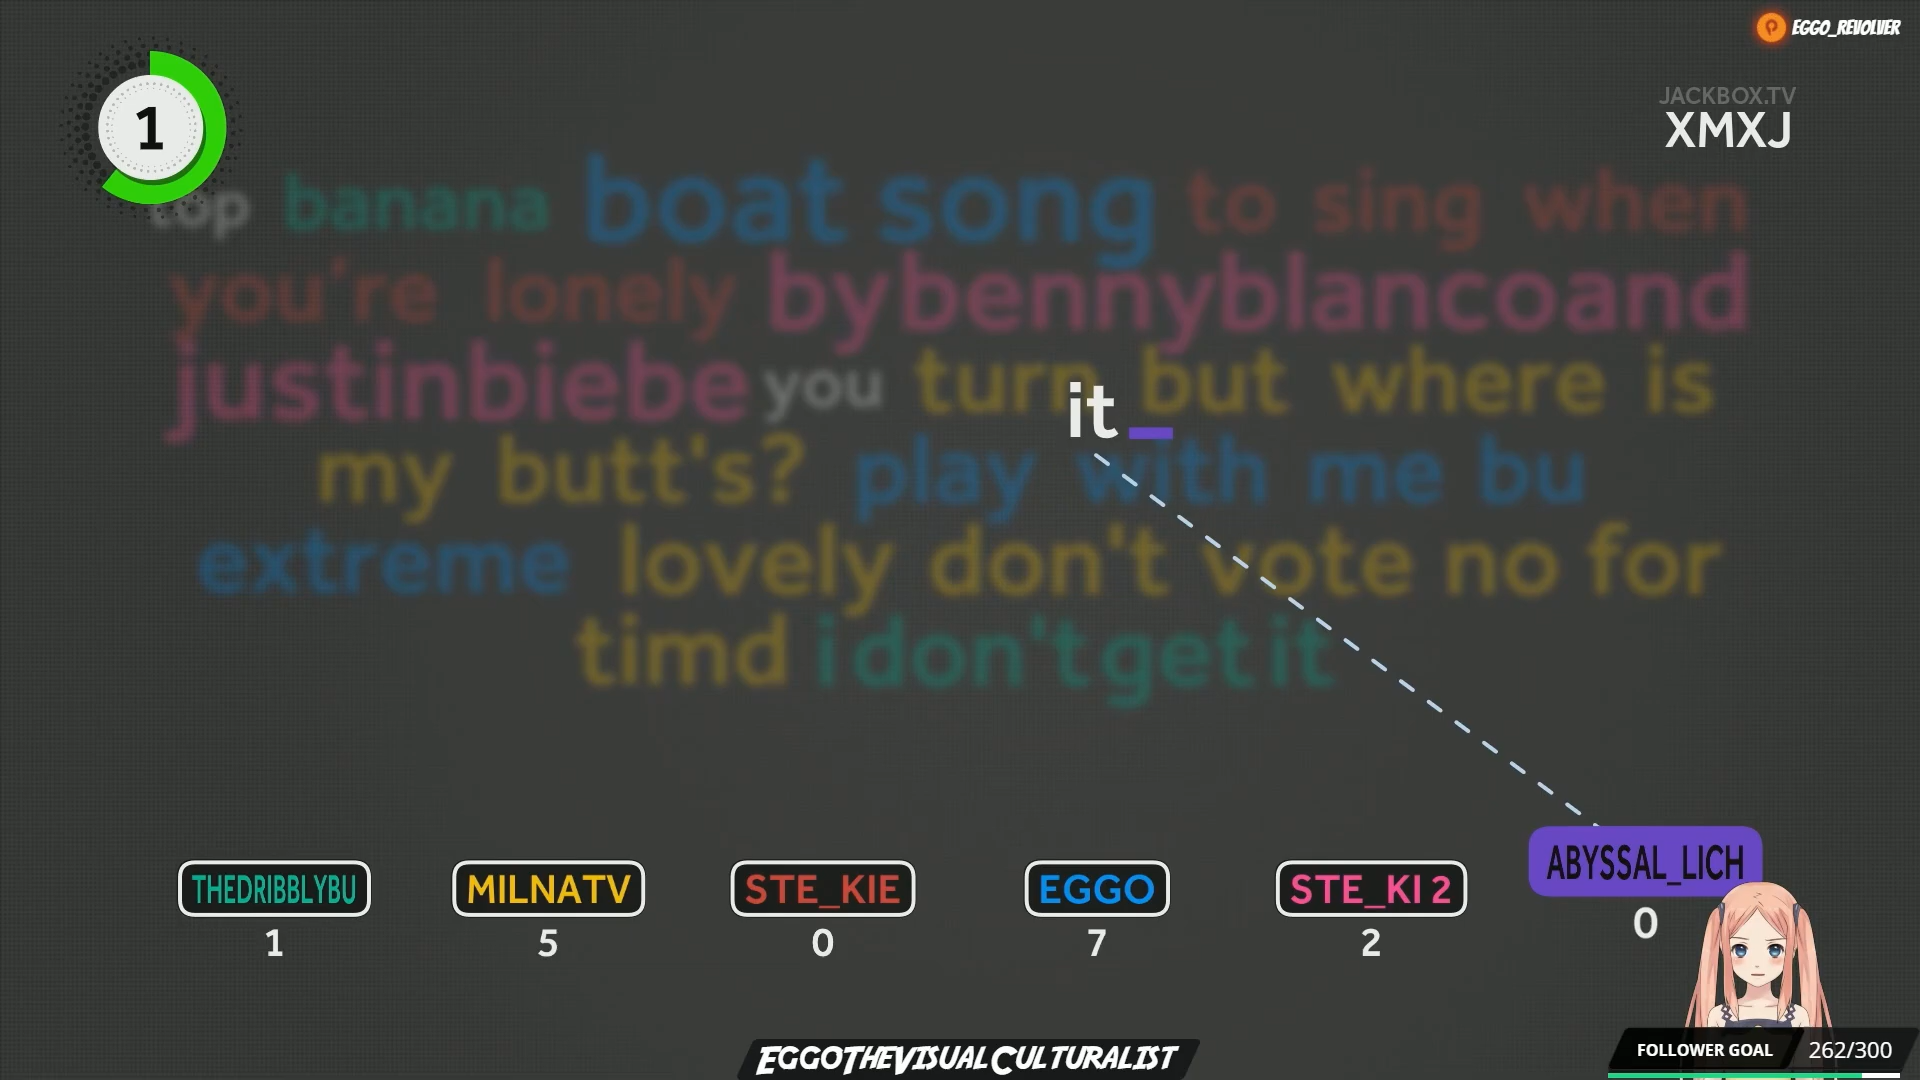 EGGO_REVOLVER
1
JACKBOX.TV
XMXJ
top banana boat song to sing when
you're lonely bybennyblancoand
justinbiebe you turn but where is
it_
my butt's? play with me bu
extreme lovely don't vote no for
timd i don't get it
THEDRIBBLYBU MILNATV STE_KIE EGGO STE_KI 2 ABYSSAL_LICH
1 5 0 7 2 0
EGGOTHEVISUALCULTURALIST
FOLLOWER GOAL 262/300